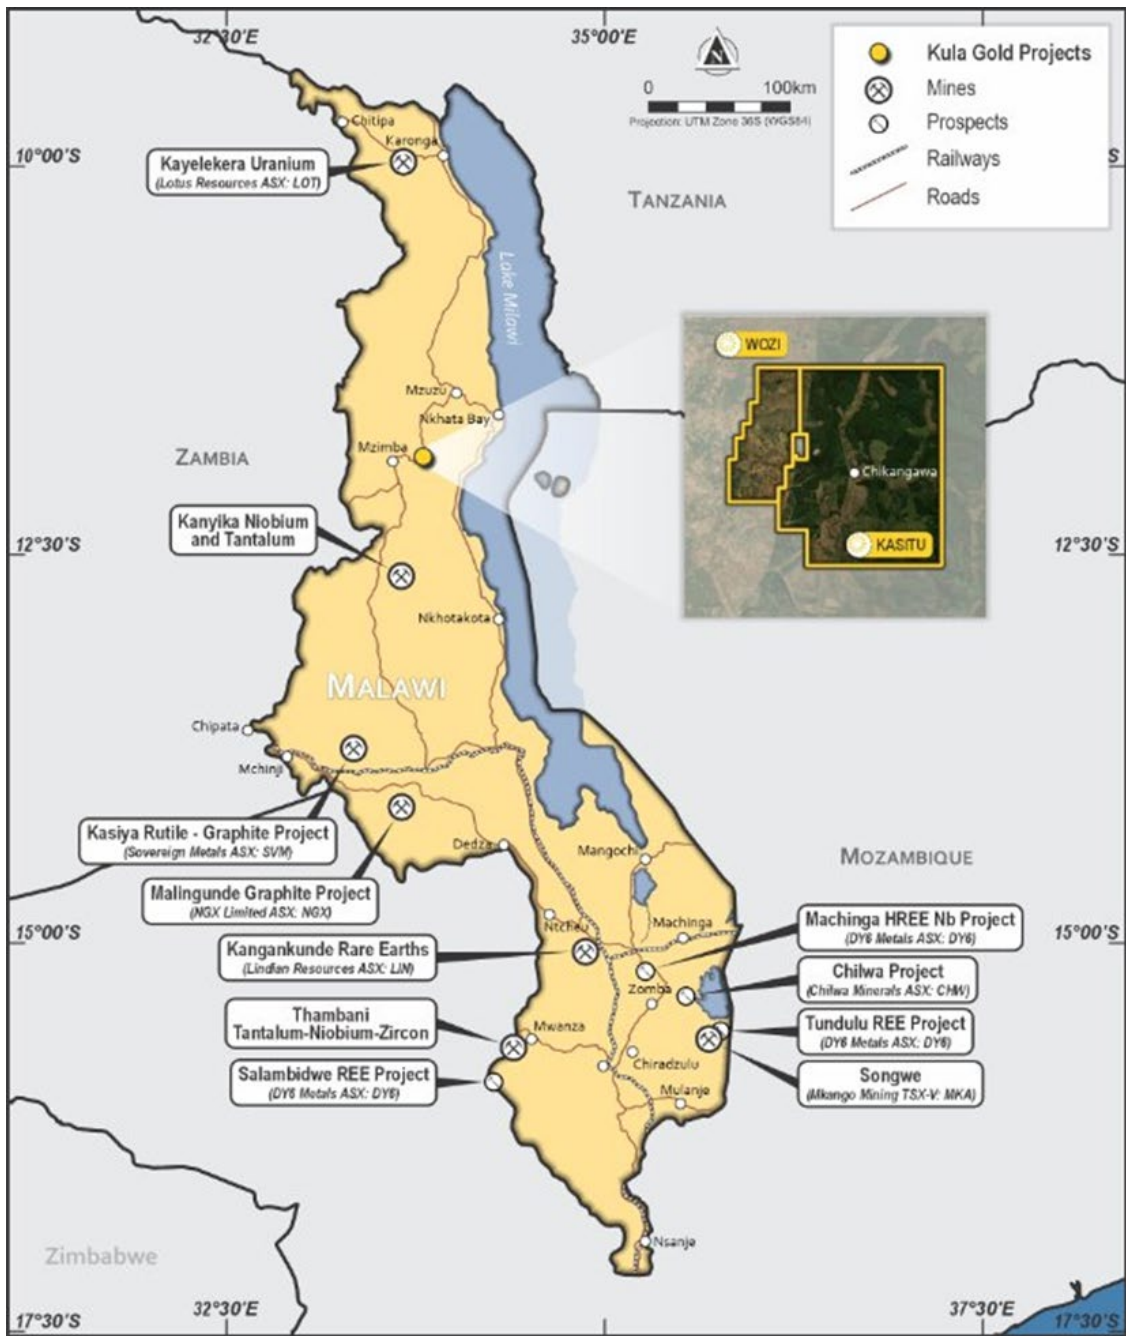 32°30'E
35°00'E
N
0 100km
Projection: UTM Zone 36S (WGS84)
Kula Gold Projects
Mines
Prospects
Railways
Roads
10°00'S
S
Chitipa
Karonga
Kayelekera Uranium
(Lotus Resources ASX: LOT)
TANZANIA
Lake Milawi
WOZI
Chikangawa
KASITU
Mzuzu
Nkhata Bay
Mzimba
ZAMBIA
Kanyika Niobium
and Tantalum
12°30'S
12°30'S
Nkhotakota
MALAWI
Chipata
Mchinji
Kasiya Rutile - Graphite Project
(Sovereign Metals ASX: SVM)
Dedza
Mangochi
MOZAMBIQUE
Malingunde Graphite Project
(NGX Limited ASX: NGX)
Ntcheu
Machinga
Machinga HREE Nb Project
(DY6 Metals ASX: DY6)
15°00'S
15°00'S
Kangankunde Rare Earths
(Lindian Resources ASX: LIN)
Zomba
Chilwa Project
(Chilwa Minerals ASX: CHW)
Thambani
Tantalum-Niobium-Zircon
Mwanza
Tundulu REE Project
(DY6 Metals ASX: DY6)
Chiradzulu
Salambidwe REE Project
(DY6 Metals ASX: DY6)
Mulanje
Songwe
(Mkango Mining TSX-V: MKA)
Nsanje
Zimbabwe
32°30'E
37°30'E
17°30'S
17°30'S